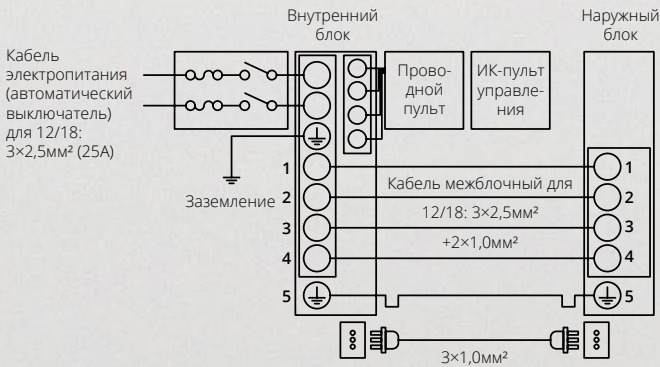 Внутренний
блок
Наружный
блок
Кабель
электропитания
(автоматический
выключатель)
для 12/18:
3×2,5мм² (25А)
Прово-
дной
пульт
ИК-пульт
управле-
ния
Заземление
1
2
3
4
5
Кабель межблочный для
12/18: 3×2,5мм²
+2×1,0мм²
1
2
3
4
5
3×1,0мм²